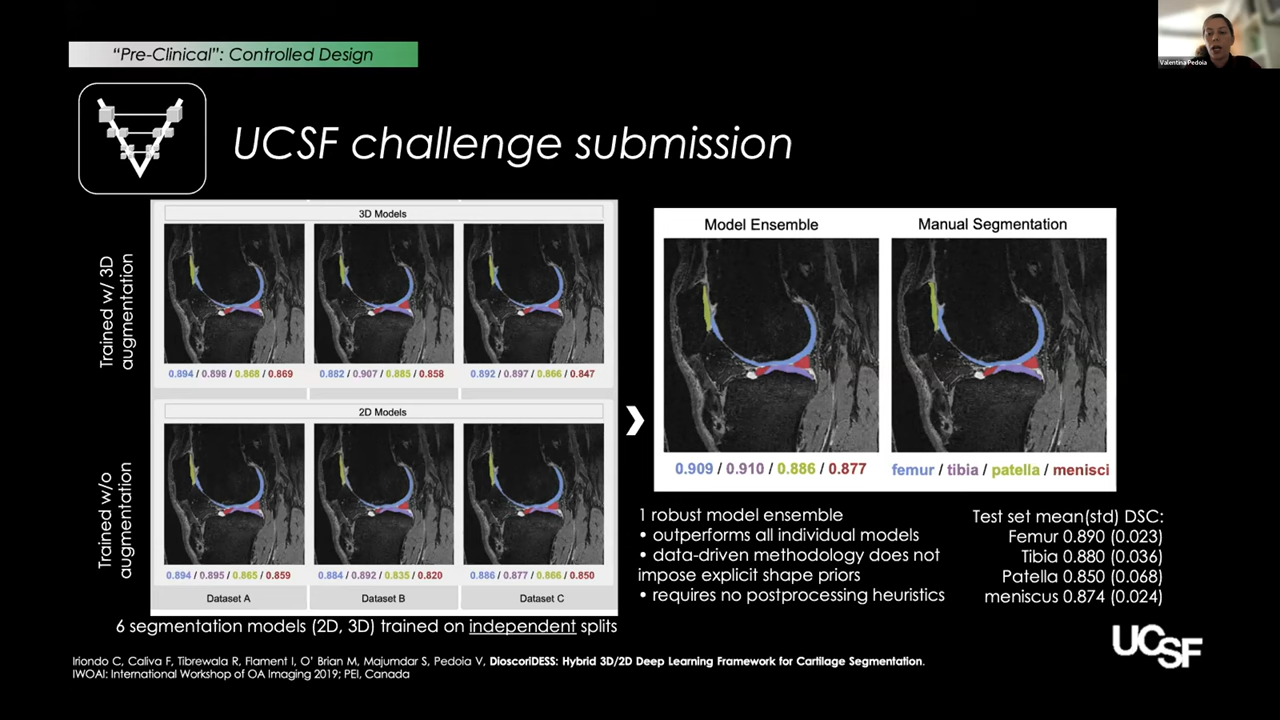 "Pre-Clinical": Controlled Design
Valentina Pedoia
UCSF challenge submission
Trained w/ 3D
augmentation
3D Models
0.894 / 0.898 / 0.868 / 0.869
0.882 / 0.907 / 0.885 / 0.858
0.892 / 0.897 / 0.866 / 0.847
Trained w/o
augmentation
2D Models
0.894 / 0.895 / 0.865 / 0.859
0.884 / 0.892 / 0.835 / 0.820
0.886 / 0.877 / 0.866 / 0.850
Dataset A
Dataset B
Dataset C
6 segmentation models (2D, 3D) trained on independent splits
Model Ensemble
Manual Segmentation
0.909 / 0.910 / 0.886 / 0.877
femur / tibia / patella / menisci
1 robust model ensemble
• outperforms all individual models
• data-driven methodology does not
impose explicit shape priors
• requires no postprocessing heuristics
Test set mean(std) DSC:
Femur 0.890 (0.023)
Tibia 0.880 (0.036)
Patella 0.850 (0.068)
meniscus 0.874 (0.024)
UCSF
Iriondo C, Caliva F, Tibrewala R, Flament I, O' Brian M, Majumdar S, Pedoia V, DioscoriDESS: Hybrid 3D/2D Deep Learning Framework for Cartilage Segmentation.
IWOAI: International Workshop of OA Imaging 2019; PEI, Canada